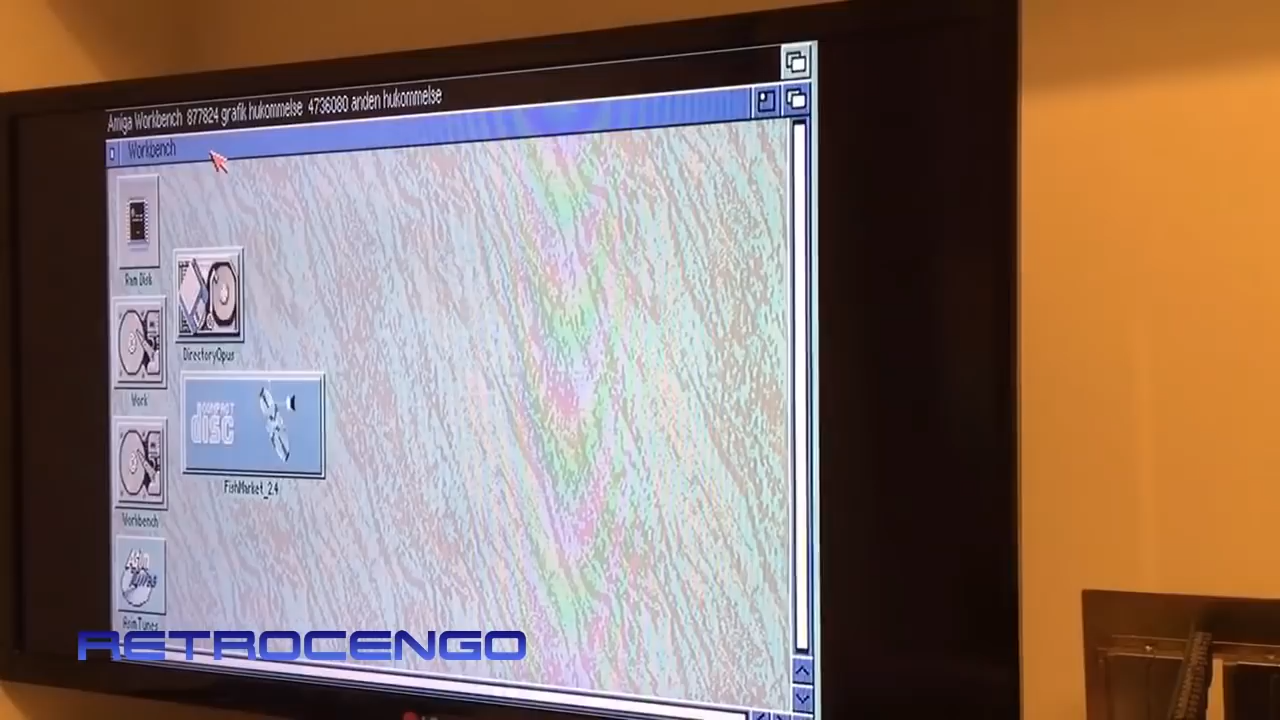 Amiga Workbench 877824 grafik hukommelse 4736080 anden hukommelse
Workbench
Ram Disk
DirectoryOpus
Work
COMPACT
disc
FishMarket_2.4
Workbench
AsimTunes
RETROCENGO